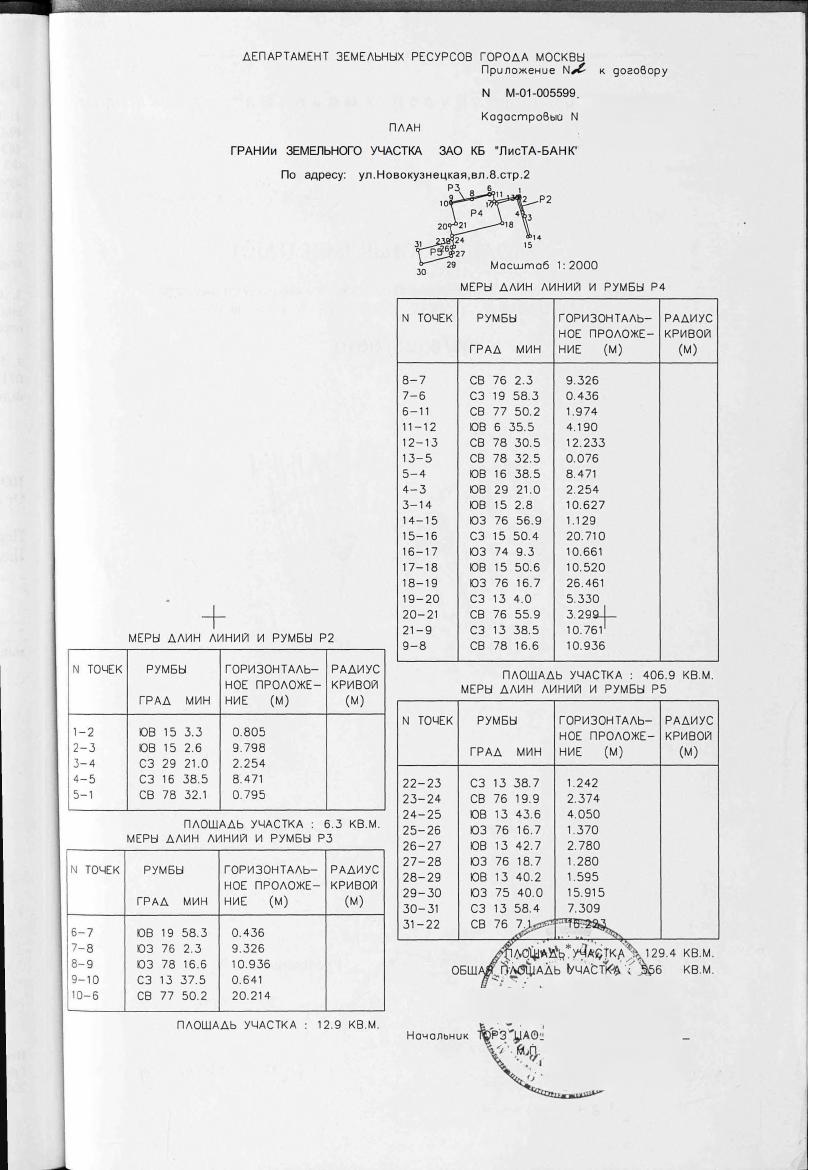 ДЕПАРТАМЕНТ ЗЕМЕЛЬНЫХ РЕСУРСОВ ГОРОДА МОСКВЫ
Приложение N2 к договору
N М-01-005599.
Кадастровый N
ПЛАН
ГРАНИи ЗЕМЕЛЬНОГО УЧАСТКА ЗАО КБ "ЛисТА-БАНК"
По адресу: ул.Новокузнецкая,вл.8.стр.2
Р3 9 8 6 11 13 1 2 Р2
10 17 4 3
Р4
20 21 18 14
15
31 23 24
Р5 26 27
30 29
Масштаб 1:2000
МЕРЫ ДЛИН ЛИНИЙ И РУМБЫ Р4
N ТОЧЕК РУМБЫ ГОРИЗОНТАЛЬ- РАДИУС
НОЕ ПРОЛОЖЕ- КРИВОЙ
ГРАД МИН НИЕ (М) (М)
8-7 СВ 76 2.3 9.326
7-6 СЗ 19 58.3 0.436
6-11 СВ 77 50.2 1.974
11-12 ЮВ 6 35.5 4.190
12-13 СВ 78 30.5 12.233
13-5 СВ 78 32.5 0.076
5-4 ЮВ 16 38.5 8.471
4-3 ЮВ 29 21.0 2.254
3-14 ЮВ 15 2.8 10.627
14-15 ЮЗ 76 56.9 1.129
15-16 СЗ 15 50.4 20.710
16-17 ЮЗ 74 9.3 10.661
17-18 ЮВ 15 50.6 10.520
18-19 ЮЗ 76 16.7 26.461
19-20 СЗ 13 4.0 5.330
20-21 СВ 76 55.9 3.299
21-9 СЗ 13 38.5 10.761
9-8 СВ 78 16.6 10.936
ПЛОЩАДЬ УЧАСТКА : 406.9 КВ.М.
МЕРЫ ДЛИН ЛИНИЙ И РУМБЫ Р2
N ТОЧЕК РУМБЫ ГОРИЗОНТАЛЬ- РАДИУС
НОЕ ПРОЛОЖЕ- КРИВОЙ
ГРАД МИН НИЕ (М) (М)
1-2 ЮВ 15 3.3 0.805
2-3 ЮВ 15 2.6 9.798
3-4 СЗ 29 21.0 2.254
4-5 СЗ 16 38.5 8.471
5-1 СВ 78 32.1 0.795
ПЛОЩАДЬ УЧАСТКА : 6.3 КВ.М.
МЕРЫ ДЛИН ЛИНИЙ И РУМБЫ Р3
N ТОЧЕК РУМБЫ ГОРИЗОНТАЛЬ- РАДИУС
НОЕ ПРОЛОЖЕ- КРИВОЙ
ГРАД МИН НИЕ (М) (М)
6-7 ЮВ 19 58.3 0.436
7-8 ЮЗ 76 2.3 9.326
8-9 ЮЗ 78 16.6 10.936
9-10 СЗ 13 37.5 0.641
10-6 СВ 77 50.2 20.214
ПЛОЩАДЬ УЧАСТКА : 12.9 КВ.М.
МЕРЫ ДЛИН ЛИНИЙ И РУМБЫ Р5
N ТОЧЕК РУМБЫ ГОРИЗОНТАЛЬ- РАДИУС
НОЕ ПРОЛОЖЕ- КРИВОЙ
ГРАД МИН НИЕ (М) (М)
22-23 СЗ 13 38.7 1.242
23-24 СВ 76 19.9 2.374
24-25 ЮВ 13 43.6 4.050
25-26 ЮЗ 76 16.7 1.370
26-27 ЮВ 13 42.7 2.780
27-28 ЮЗ 76 18.7 1.280
28-29 ЮВ 13 40.2 1.595
29-30 ЮЗ 75 40.0 15.915
30-31 СЗ 13 58.4 7.309
31-22 СВ 76 7.1
ПЛОЩАДЬ УЧАСТКА : 129.4 КВ.М.
ОБЩАЯ ПЛОЩАДЬ УЧАСТКА : 556 КВ.М.
Начальник ТОРЗ ЦАО
М.П.